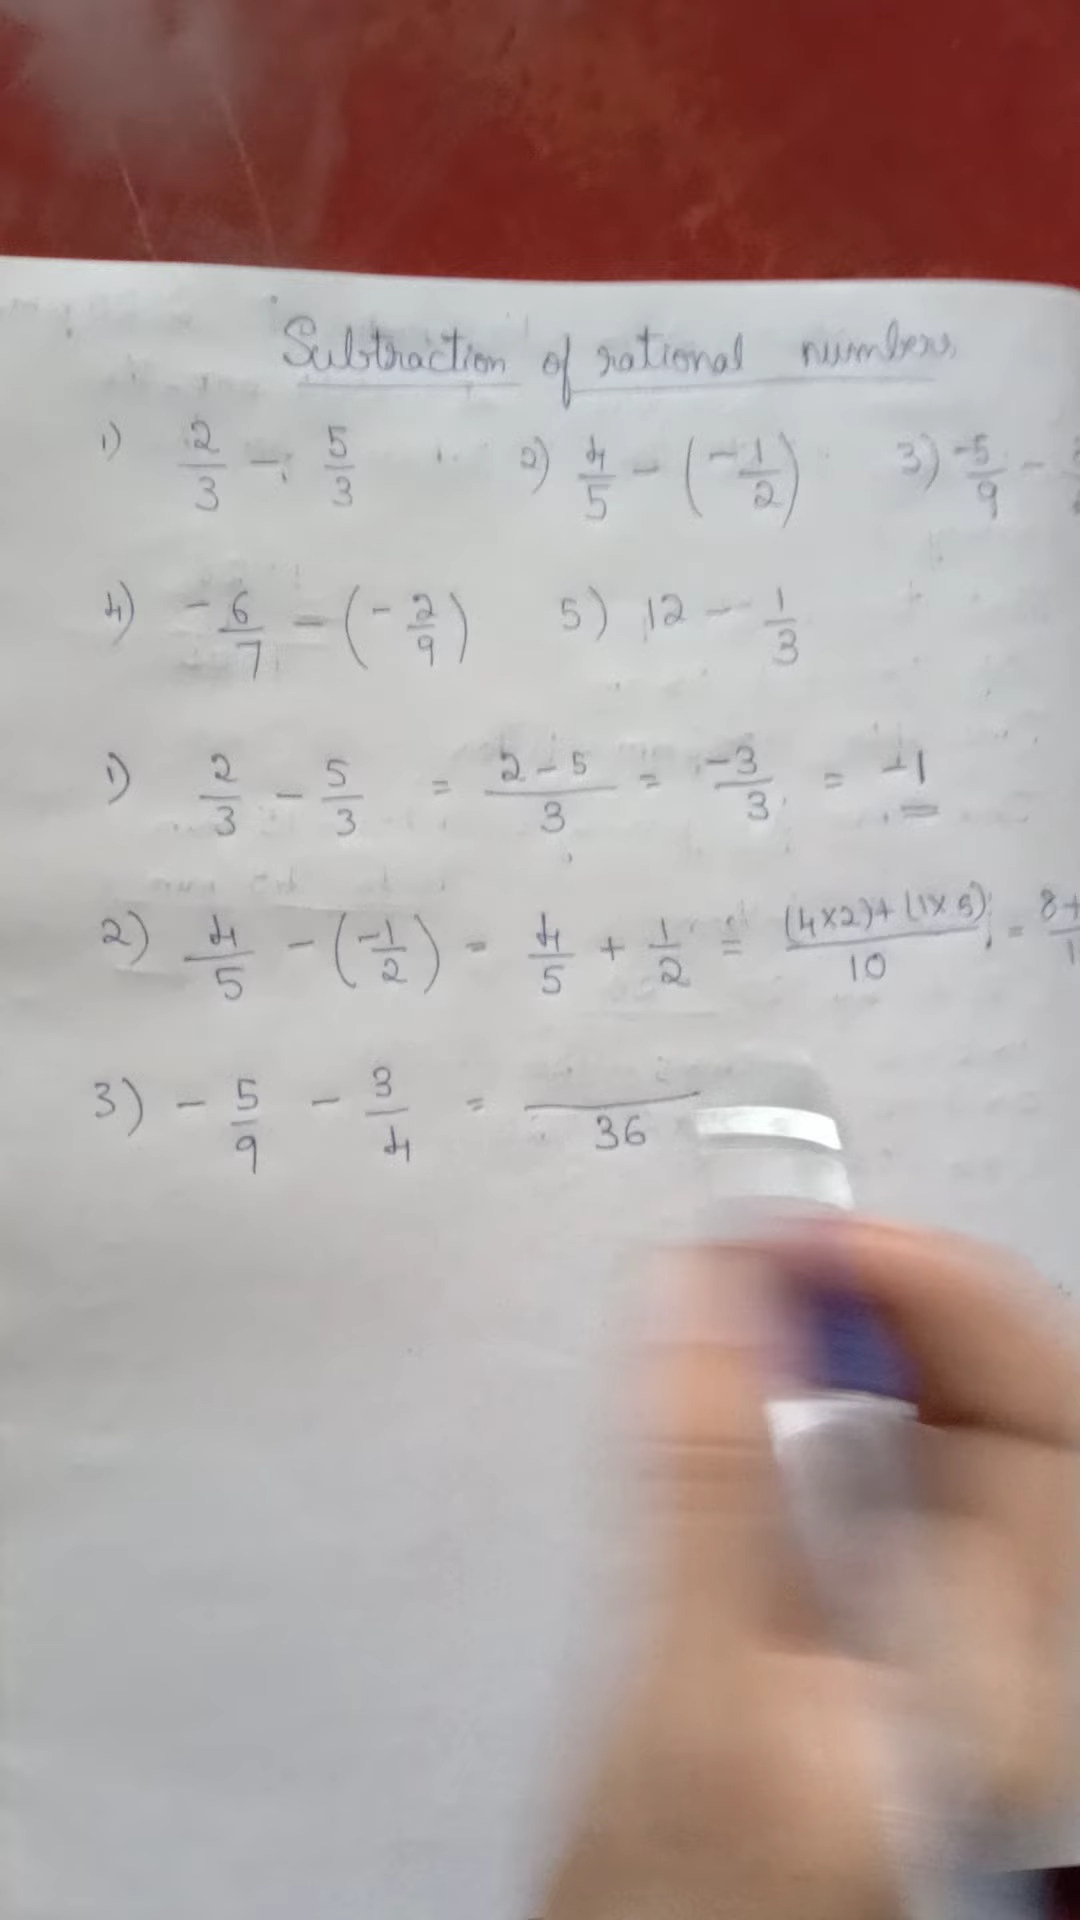 Subtraction of rational numbers
1) 2/3 - 5/3 2) 4/5 - (-1/2) 3) -5/9 -
4) -6/7 - (-2/9) 5) 12 - 1/3
1) 2/3 - 5/3 = 2-5/3 = -3/3 = -1
2) 4/5 - (-1/2) = 4/5 + 1/2 = (4×2)+(1×5)/10 = 8+
3) -5/9 - 3/4 = /36